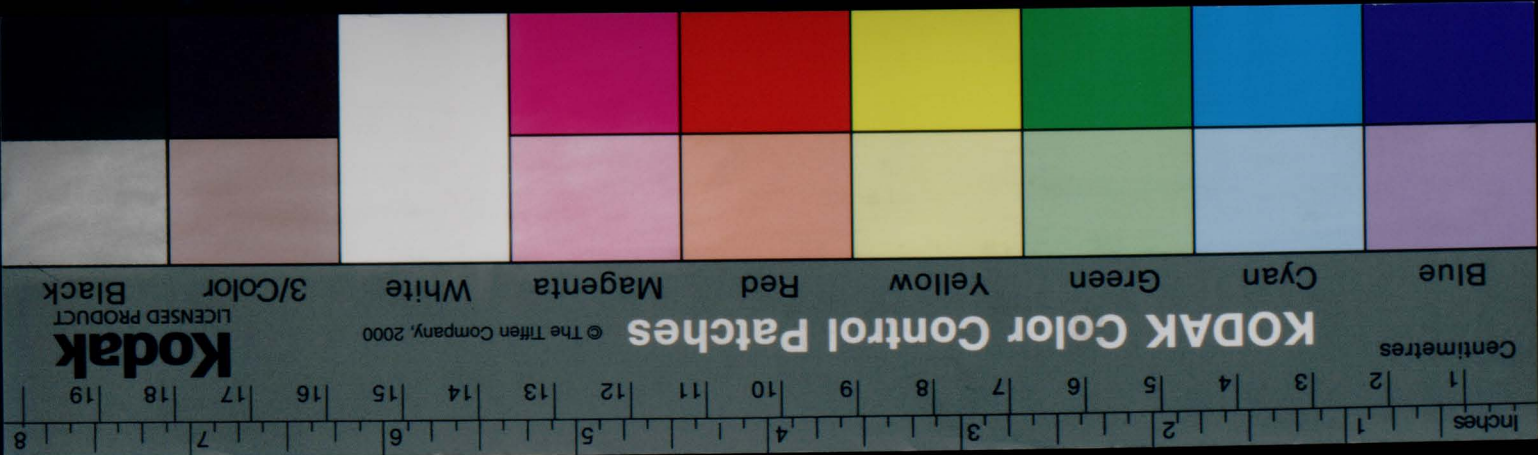 Inches 1 2 3 4 5 6 7 8
Centimetres 1 2 3 4 5 6 7 8 9 10 11 12 13 14 15 16 17 18 19
KODAK Color Control Patches © The Tiffen Company, 2000 Kodak
LICENSED PRODUCT
Blue Cyan Green Yellow Red Magenta White 3/Color Black